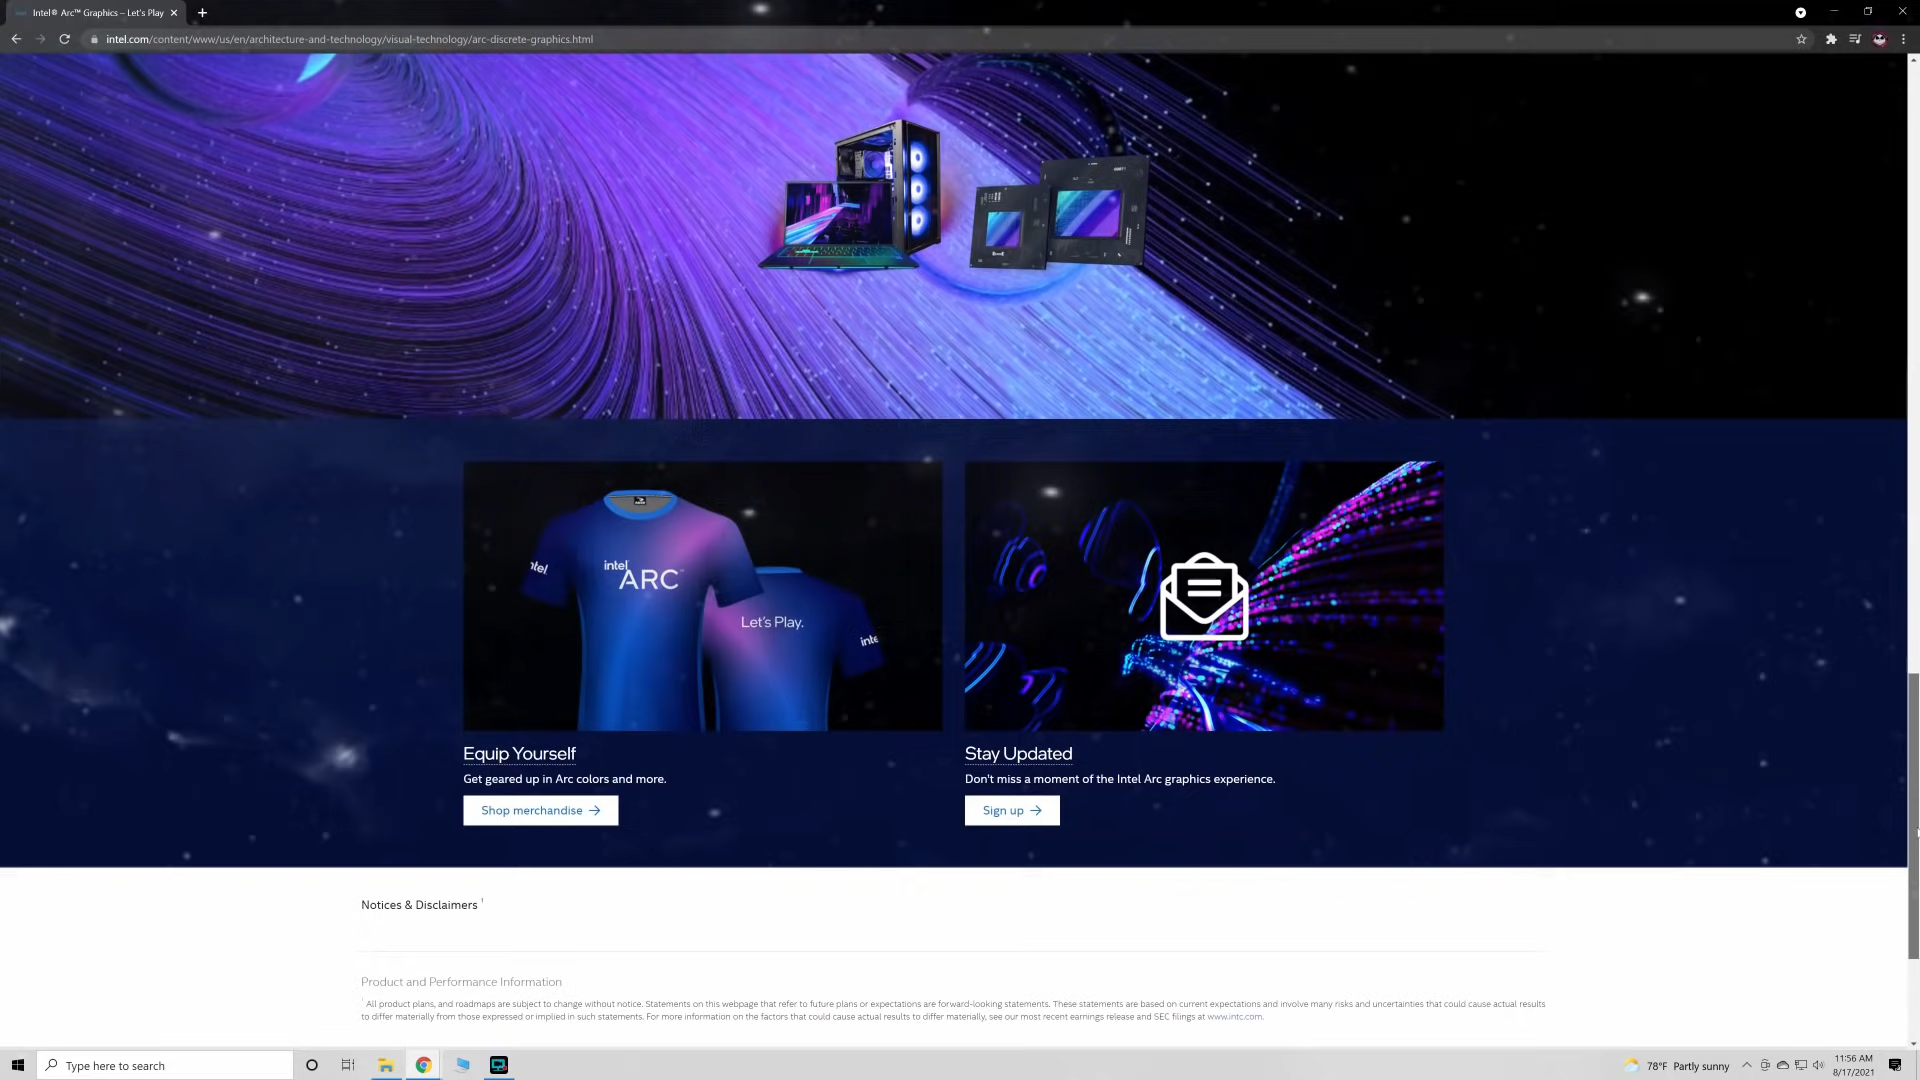 Intel® Arc™ Graphics – Let's Play
intel.com/content/www/us/en/architecture-and-technology/visual-technology/arc-discrete-graphics.html
intel
ARC
ntel
Let's Play.
inte
Equip Yourself
Get geared up in Arc colors and more.
Shop merchandise →
Stay Updated
Don't miss a moment of the Intel Arc graphics experience.
Sign up →
Notices & Disclaimers 1
Product and Performance Information
1 All product plans, and roadmaps are subject to change without notice. Statements on this webpage that refer to future plans or expectations are forward-looking statements. These statements are based on current expectations and involve many risks and uncertainties that could cause actual results
to differ materially from those expressed or implied in such statements. For more information on the factors that could cause actual results to differ materially, see our most recent earnings release and SEC filings at www.intc.com.
Type here to search
78°F Partly sunny
11:56 AM
8/17/2021